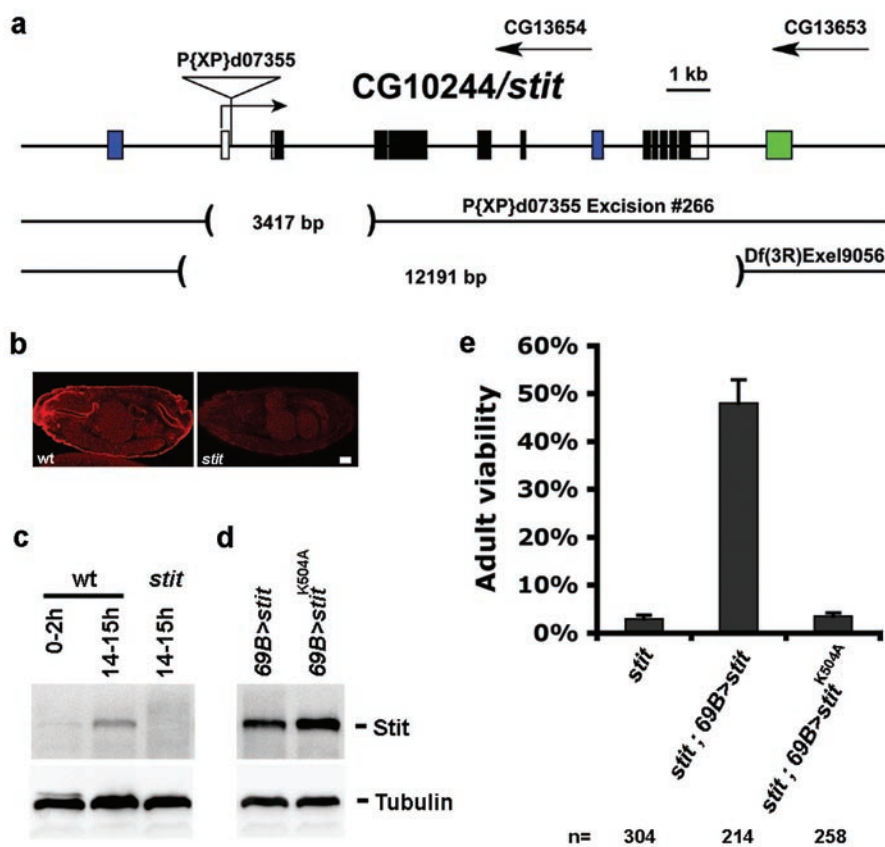 a
P{XP}d07355
CG13654
CG13653
CG10244/stit
1 kb
3417 bp
P{XP}d07355 Excision #266
12191 bp
Df(3R)Exel9056
b
wt
stit
c
wt
stit
0-2h
14-15h
14-15h
d
69B>stit
69B>stit K504A
Stit
Tubulin
e
Adult viability
60%
50%
40%
30%
20%
10%
0%
stit
stit ; 69B>stit
stit ; 69B>stit K504A
n= 304 214 258